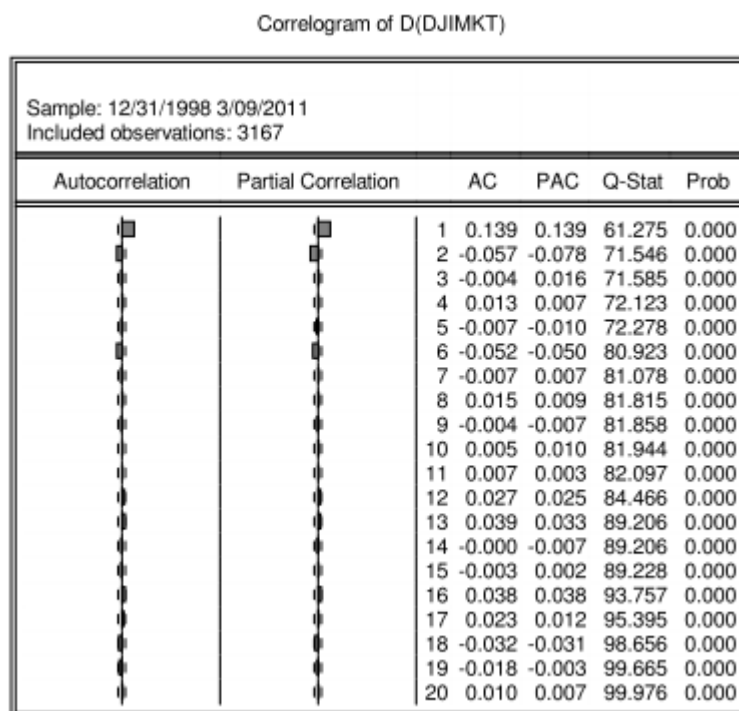 Correlogram of D(DJIMKT)
Sample: 12/31/1998 3/09/2011
Included observations: 3167
Autocorrelation Partial Correlation AC PAC Q-Stat Prob
1 0.139 0.139 61.275 0.000
2 -0.057 -0.078 71.546 0.000
3 -0.004 0.016 71.585 0.000
4 0.013 0.007 72.123 0.000
5 -0.007 -0.010 72.278 0.000
6 -0.052 -0.050 80.923 0.000
7 -0.007 0.007 81.078 0.000
8 0.015 0.009 81.815 0.000
9 -0.004 -0.007 81.858 0.000
10 0.005 0.010 81.944 0.000
11 0.007 0.003 82.097 0.000
12 0.027 0.025 84.466 0.000
13 0.039 0.033 89.206 0.000
14 -0.000 -0.007 89.206 0.000
15 -0.003 0.002 89.228 0.000
16 0.038 0.038 93.757 0.000
17 0.023 0.012 95.395 0.000
18 -0.032 -0.031 98.656 0.000
19 -0.018 -0.003 99.665 0.000
20 0.010 0.007 99.976 0.000